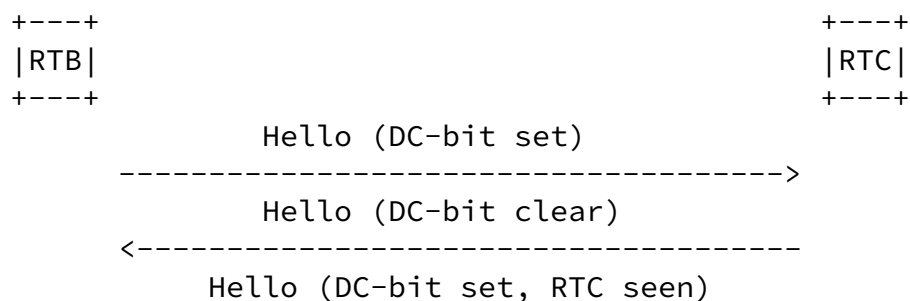 +---+                                        +---+
|RTB|                                        |RTC|
+---+                                        +---+
Hello (DC-bit set)
------------------------------------->
Hello (DC-bit clear)
<-------------------------------------
Hello (DC-bit set, RTC seen)